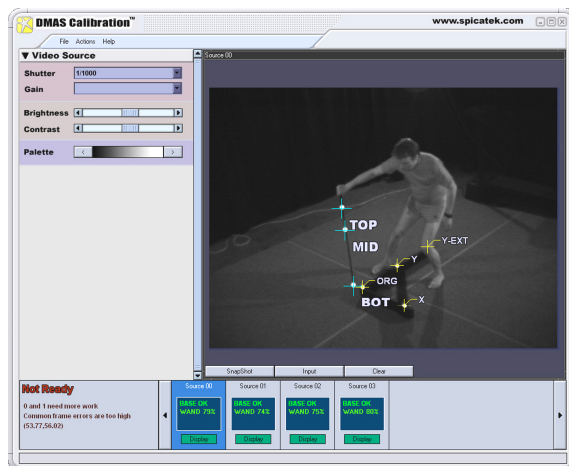 DMAS Calibration™
www.spicatek.com
File Actions Help
▼ Video Source
Source 00
Shutter
1/1000
Gain
Brightness
Contrast
Palette
<
>
TOP
MID
Y-EXT
Y
ORG
BOT
X
SnapShot
Input
Clear
Not Ready
0 and 1 need more work
Common frame errors are too high
(53.77,56.02)
Source 00
BASE OK
WAND 79%
Display
Source 01
BASE OK
WAND 74%
Display
Source 02
BASE OK
WAND 75%
Display
Source 03
BASE OK
WAND 80%
Display